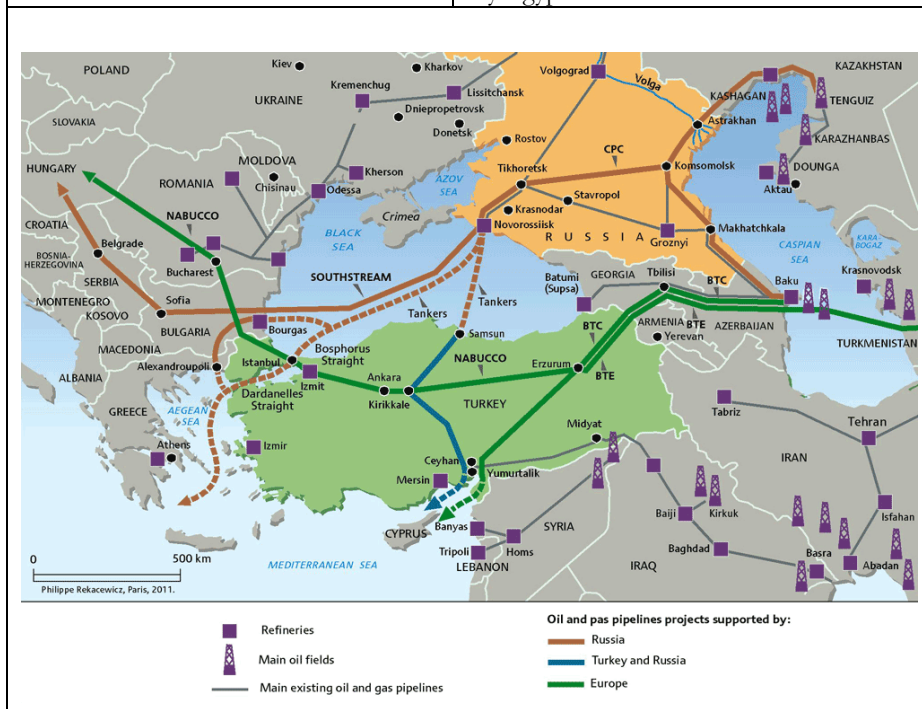 POLAND
Kiev
Kharkov
Volgograd
Volga
KAZAKHSTAN
Kremenchug
Lissitchansk
KASHAGAN
TENGUIZ
UKRAINE
Dniepropetrovsk
SLOVAKIA
Donetsk
Astrakhan
Rostov
KARAZHANBAS
CPC
HUNGARY
MOLDOVA
Kherson
Tikhoretsk
Komsomolsk
DOUNGA
ROMANIA
Chisinau
Odessa
AZOV
SEA
Stavropol
Aktau
NABUCCO
Crimea
Krasnodar
CROATIA
Novorossiisk
RUSSIA
Groznyi
Makhatchkala
KARA-
BOGAZ
BLACK
SEA
CASPIAN
SEA
Belgrade
BOSNIA-
HERZEGOVINA
Bucharest
Krasnovodsk
SERBIA
SOUTHSTREAM
Batumi
(Supsa)
GEORGIA
Tbilisi
BTC
Baku
MONTENEGRO
Sofia
Tankers
Tankers
KOSOVO
Bourgas
Samsun
ARMENIA
BTE
AZERBAIJAN
BULGARIA
BTC
Yerevan
TURKMENISTAN
MACEDONIA
Bosphorus
Straight
NABUCCO
Istanbul
Erzurum
Alexandroupoli
ALBANIA
Izmit
Ankara
BTE
Dardanelles
Straight
Kirikkale
TURKEY
Tabriz
GREECE
AEGEAN
SEA
Midyat
Tehran
Athens
Izmir
Ceyhan
IRAN
Mersin
Yumurtalik
Baiji
Kirkuk
Isfahan
CYPRUS
Banyas
SYRIA
Tripoli
Homs
Baghdad
Basra
Abadan
0
500 km
MEDITERRANEAN SEA
LEBANON
IRAQ
Philippe Rekacewicz, Paris, 2011.
Refineries
Main oil fields
Main existing oil and gas pipelines
Oil and pas pipelines projects supported by:
Russia
Turkey and Russia
Europe